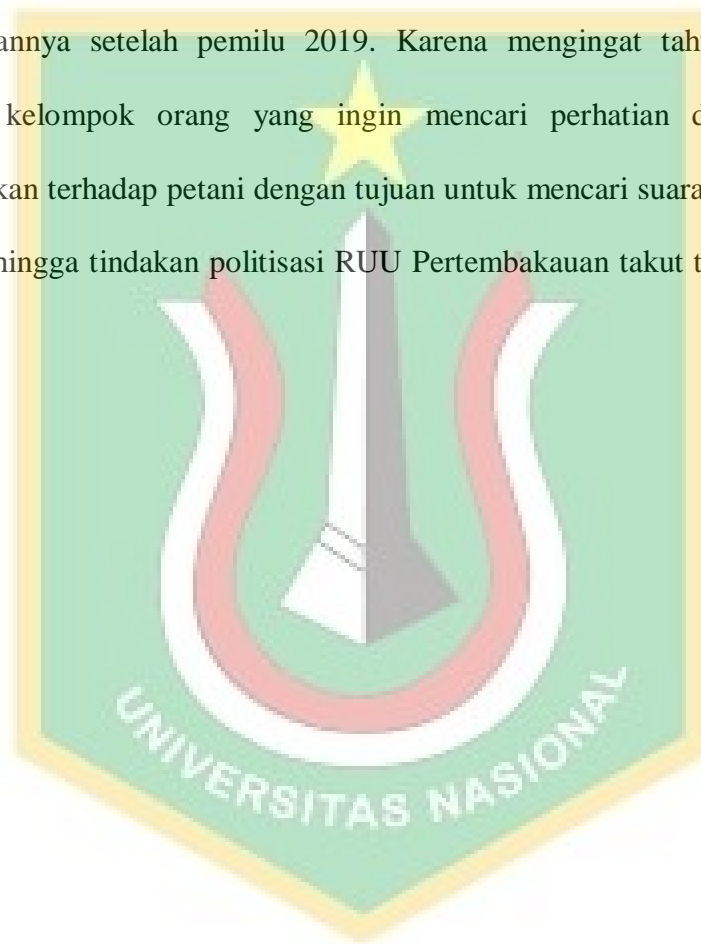 annya setelah pemilu 2019. Karena mengingat tah
kelompok orang yang ingin mencari perhatian d
kan terhadap petani dengan tujuan untuk mencari suara
hingga tindakan politisasi RUU Pertembakauan takut t
UNIVERSITAS NASIONAL